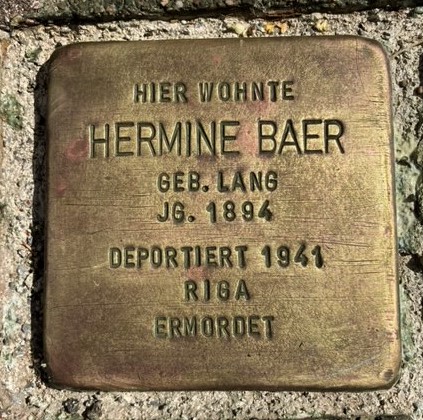 HIER WOHNTE
HERMINE BAER
GEB. LANG
JG. 1894
DEPORTIERT 1941
RIGA
ERMORDET